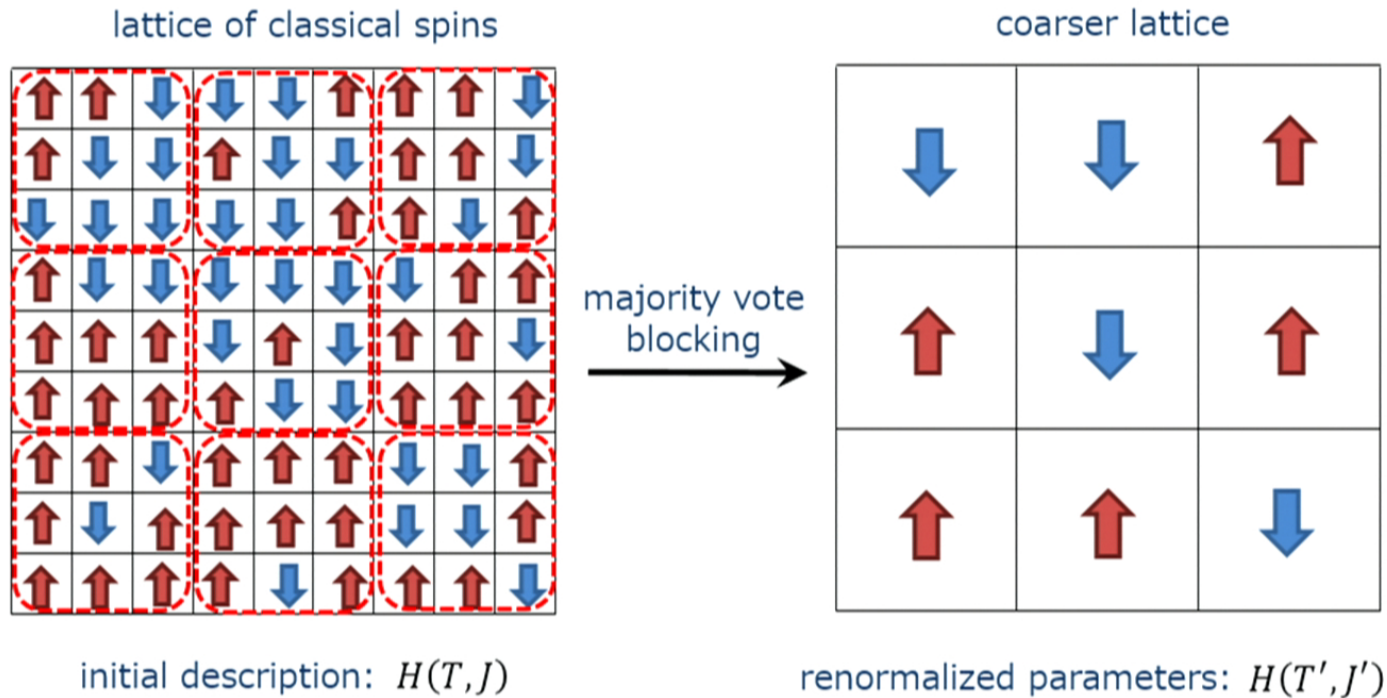 lattice of classical spins
coarser lattice
majority vote
blocking
initial description: H(T,J)
renormalized parameters: H(T′,J′)